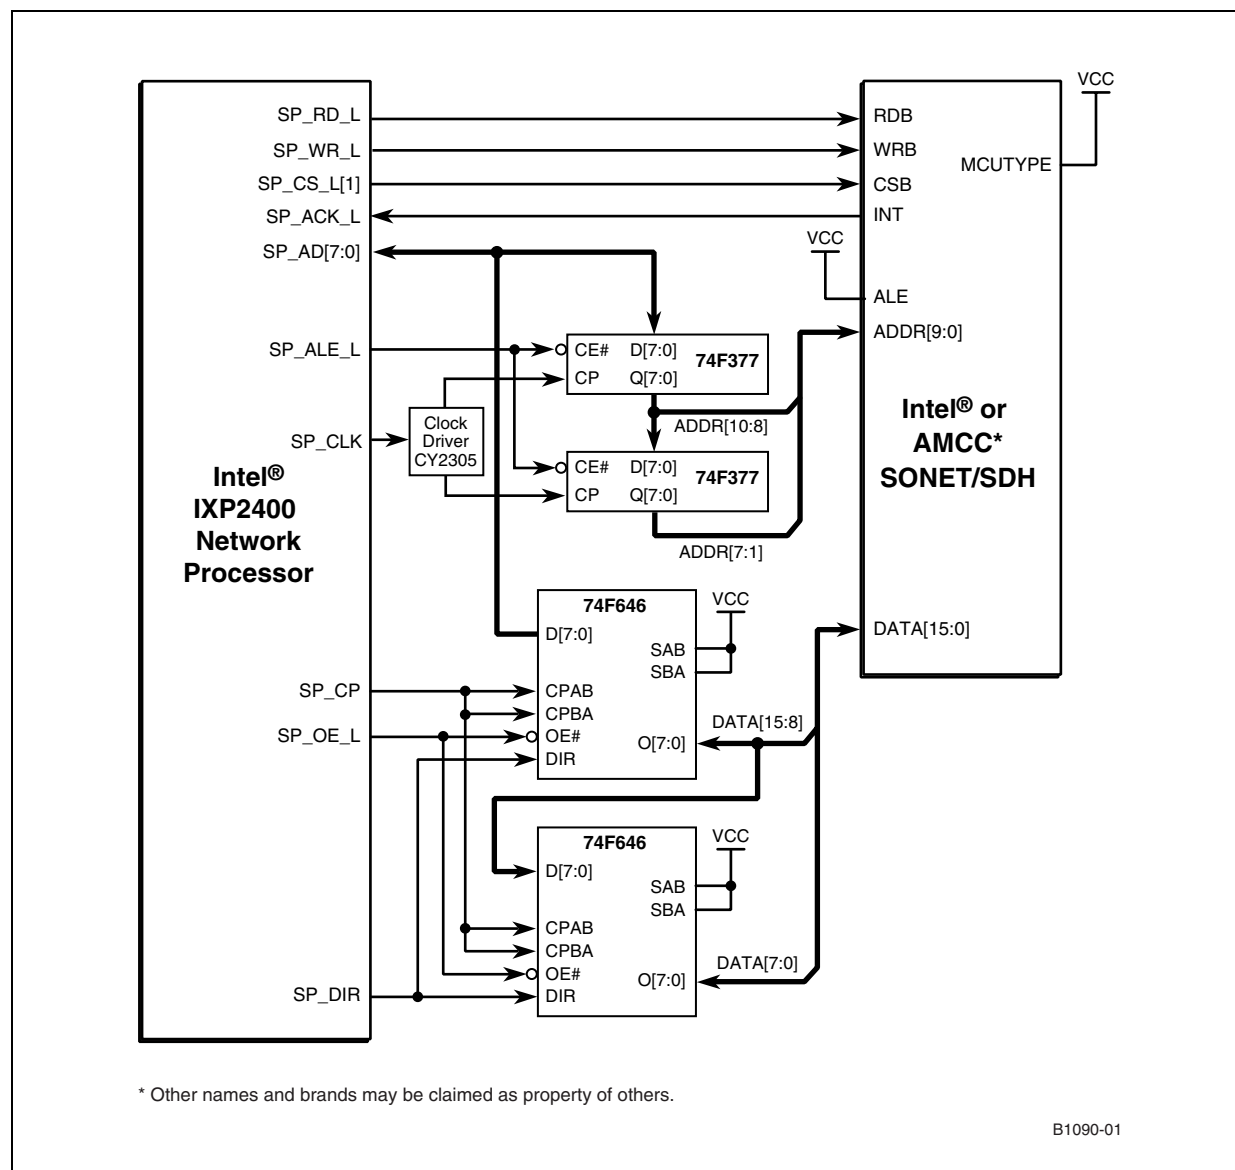 VCC
SP_RD_L
RDB
SP_WR_L
WRB
MCUTYPE
SP_CS_L[1]
CSB
SP_ACK_L
INT
VCC
SP_AD[7:0]
ALE
ADDR[9:0]
SP_ALE_L
CE# D[7:0] 74F377
CP Q[7:0]
ADDR[10:8]
SP_CLK
Clock
Driver
CY2305
CE# D[7:0] 74F377
CP Q[7:0]
ADDR[7:1]
Intel®
IXP2400
Network
Processor
Intel® or
AMCC*
SONET/SDH
74F646
VCC
D[7:0]
SAB
SBA
DATA[15:0]
SP_CP
CPAB
CPBA
DATA[15:8]
SP_OE_L
OE#
O[7:0]
DIR
74F646
VCC
D[7:0]
SAB
SBA
CPAB
CPBA
DATA[7:0]
OE#
O[7:0]
SP_DIR
DIR
* Other names and brands may be claimed as property of others.
B1090-01